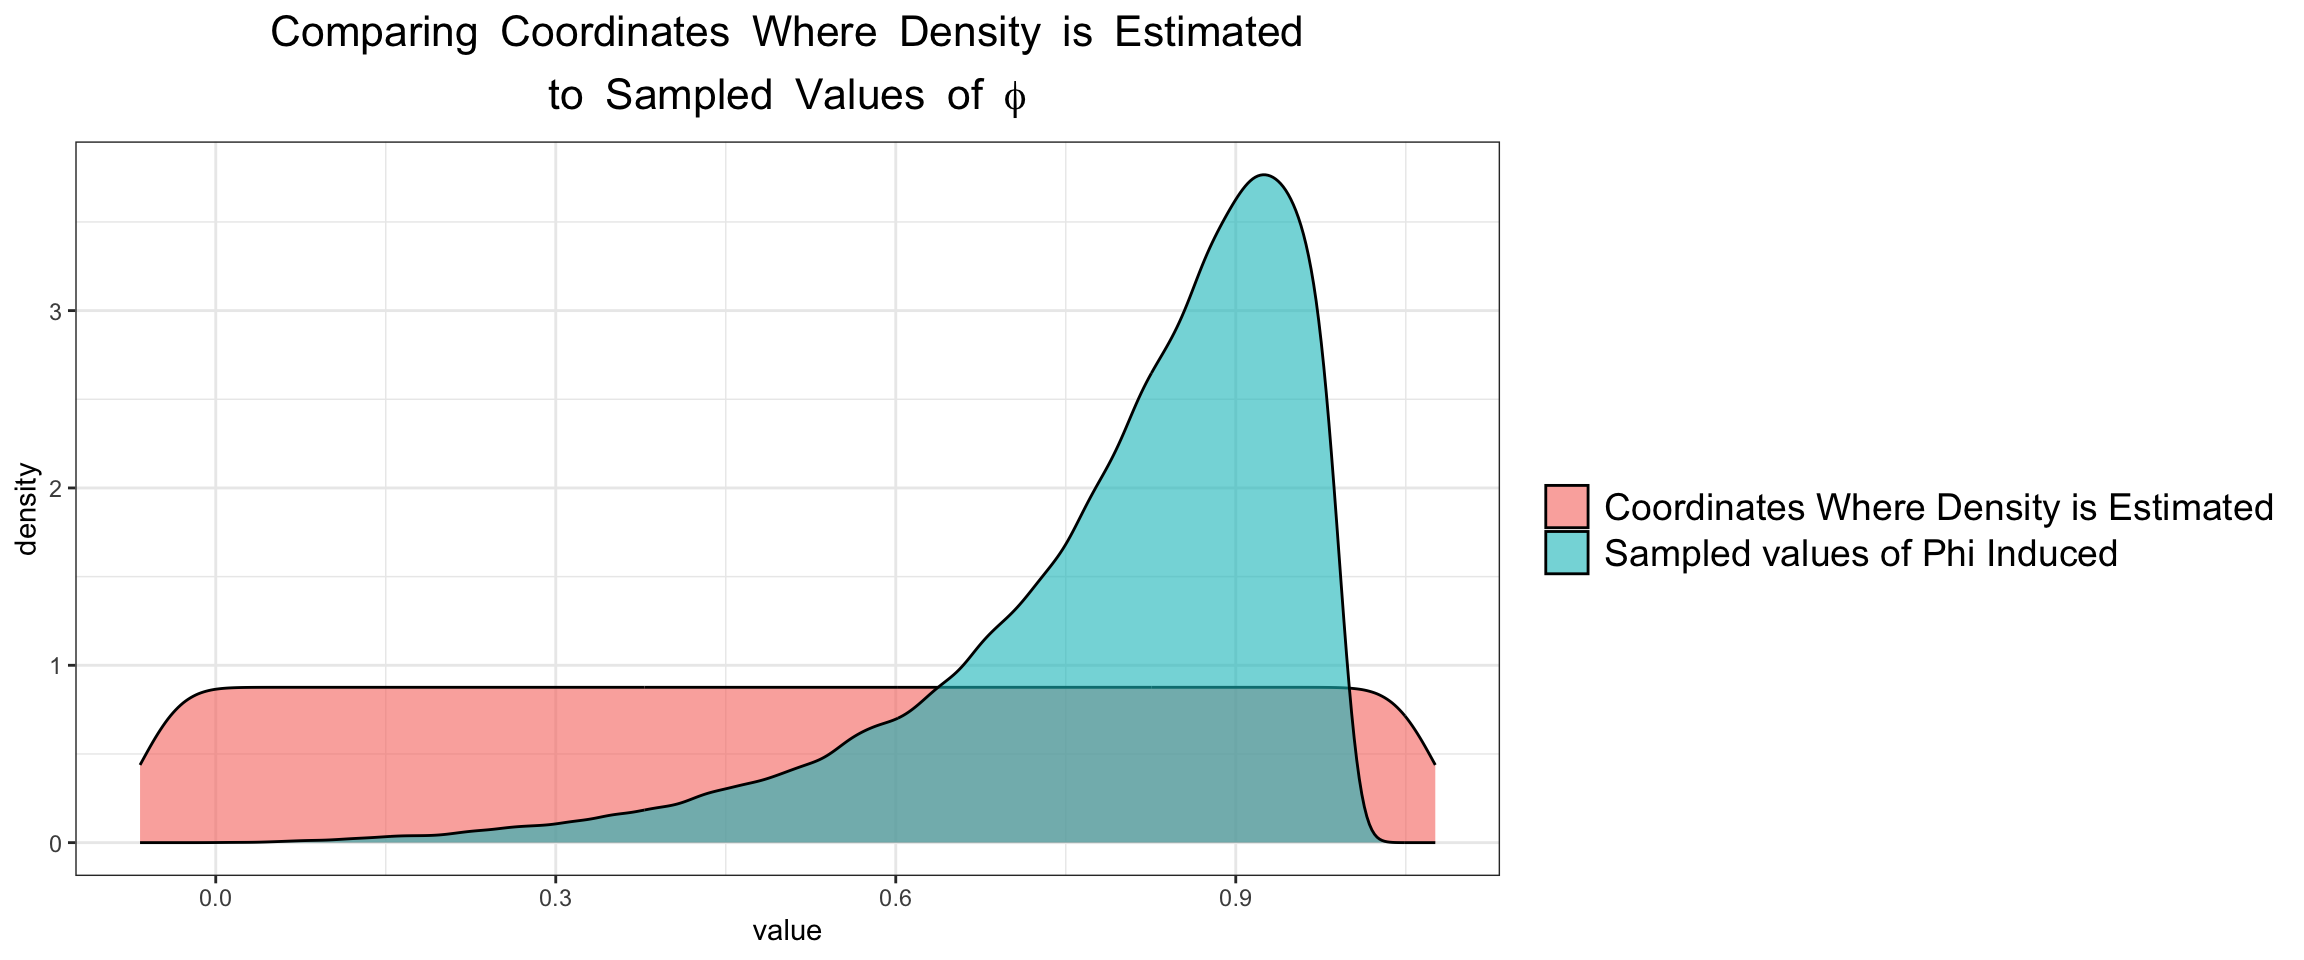 Comparing Coordinates Where Density is Estimated
to Sampled Values of ϕ
density
3
2
1
0
0.0
0.3
0.6
0.9
value
Coordinates Where Density is Estimated
Sampled values of Phi Induced